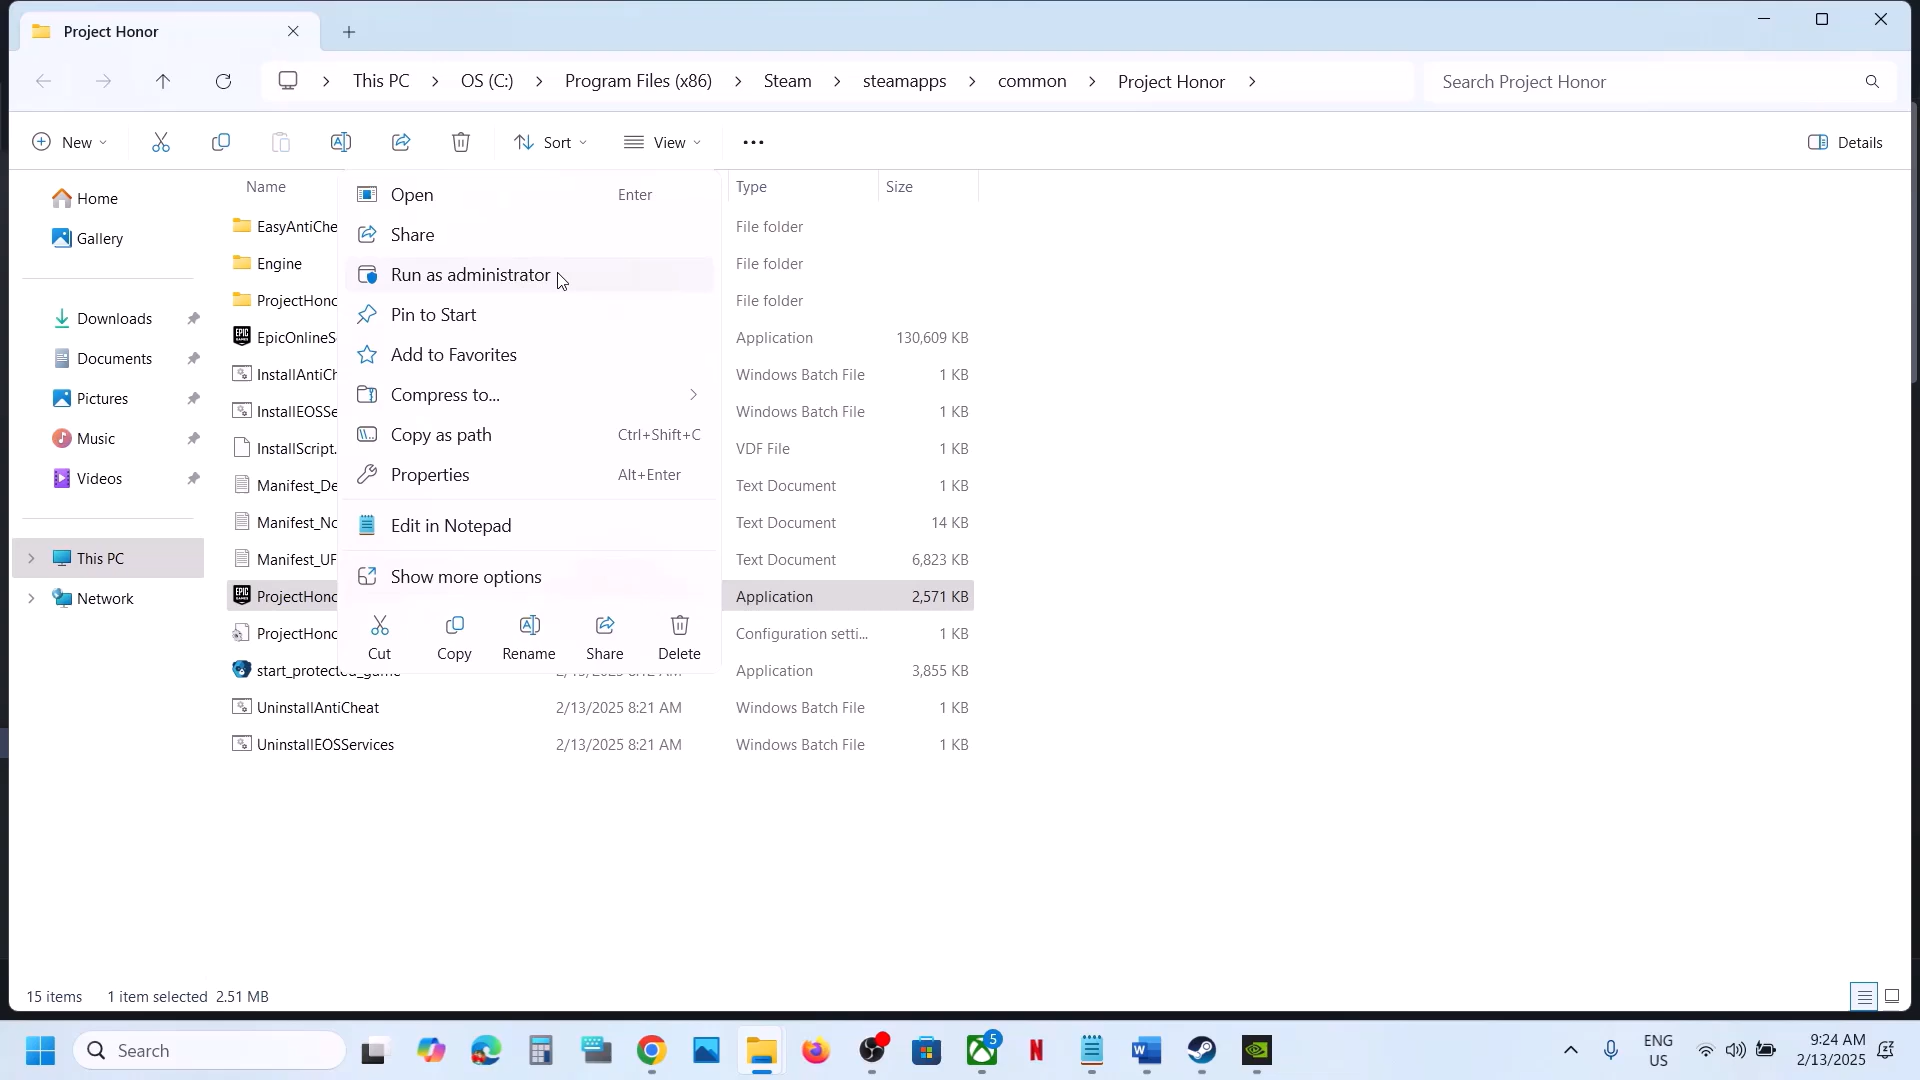 Project Honor
This PC
OS (C:)
Program Files (x86)
Steam
steamapps
common
Project Honor
Search Project Honor
New
Sort
View
Details
Home
Gallery
Downloads
Documents
Pictures
Music
Videos
This PC
Network
Name
Type
Size
EasyAntiChe
File folder
Engine
File folder
ProjectHono
File folder
EpicOnlineS
Application
130,609 KB
InstallAntiCh
Windows Batch File
1 KB
InstallEOSSe
Windows Batch File
1 KB
InstallScript.
VDF File
1 KB
Manifest_De
Text Document
1 KB
Manifest_No
Text Document
14 KB
Manifest_UF
Text Document
6,823 KB
ProjectHono
Application
2,571 KB
ProjectHono
Configuration setti...
1 KB
start_protected_game
Application
3,855 KB
UninstallAntiCheat
2/13/2025 8:21 AM
Windows Batch File
1 KB
UninstallEOSServices
2/13/2025 8:21 AM
Windows Batch File
1 KB
Open
Enter
Share
Run as administrator
Pin to Start
Add to Favorites
Compress to...
Copy as path
Ctrl+Shift+C
Properties
Alt+Enter
Edit in Notepad
Show more options
Cut
Copy
Rename
Share
Delete
15 items
1 item selected 2.51 MB
Search
5
ENG
US
9:24 AM
2/13/2025